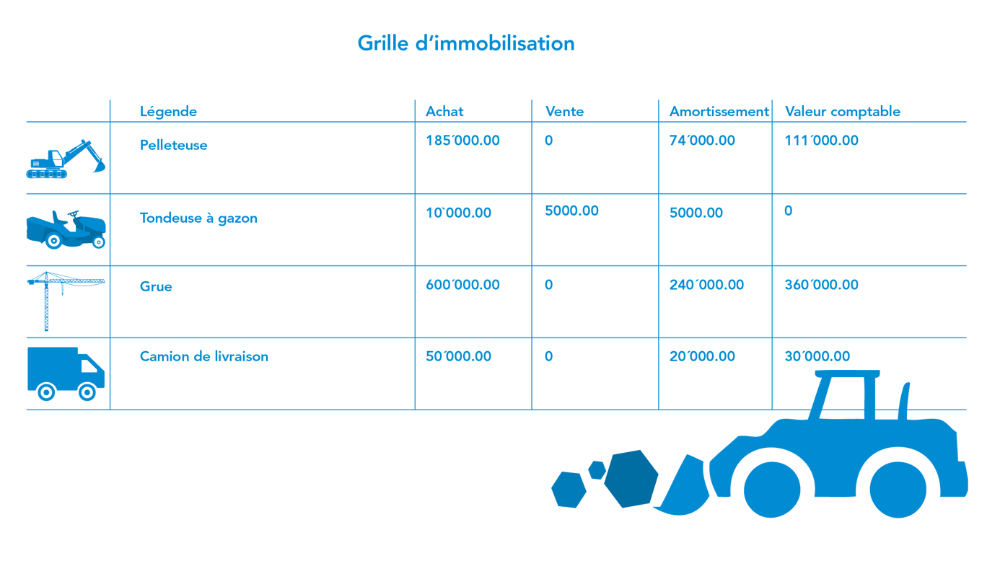 Grille d‘immobilisation
Légende Achat Vente Amortissement Valeur comptable
Pelleteuse 185´000.00 0 74´000.00 111´000.00
Tondeuse à gazon 10`000.00 5000.00 5000.00 0
Grue 600´000.00 0 240´000.00 360´000.00
Camion de livraison 50´000.00 0 20´000.00 30´000.00